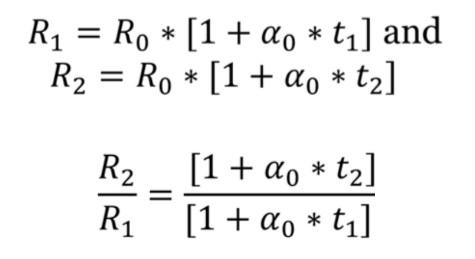 R₁ = R₀ * [1 + α₀ * t₁] and
R₂ = R₀ * [1 + α₀ * t₂]
R₂/R₁ = [1 + α₀ * t₂]/[1 + α₀ * t₁]